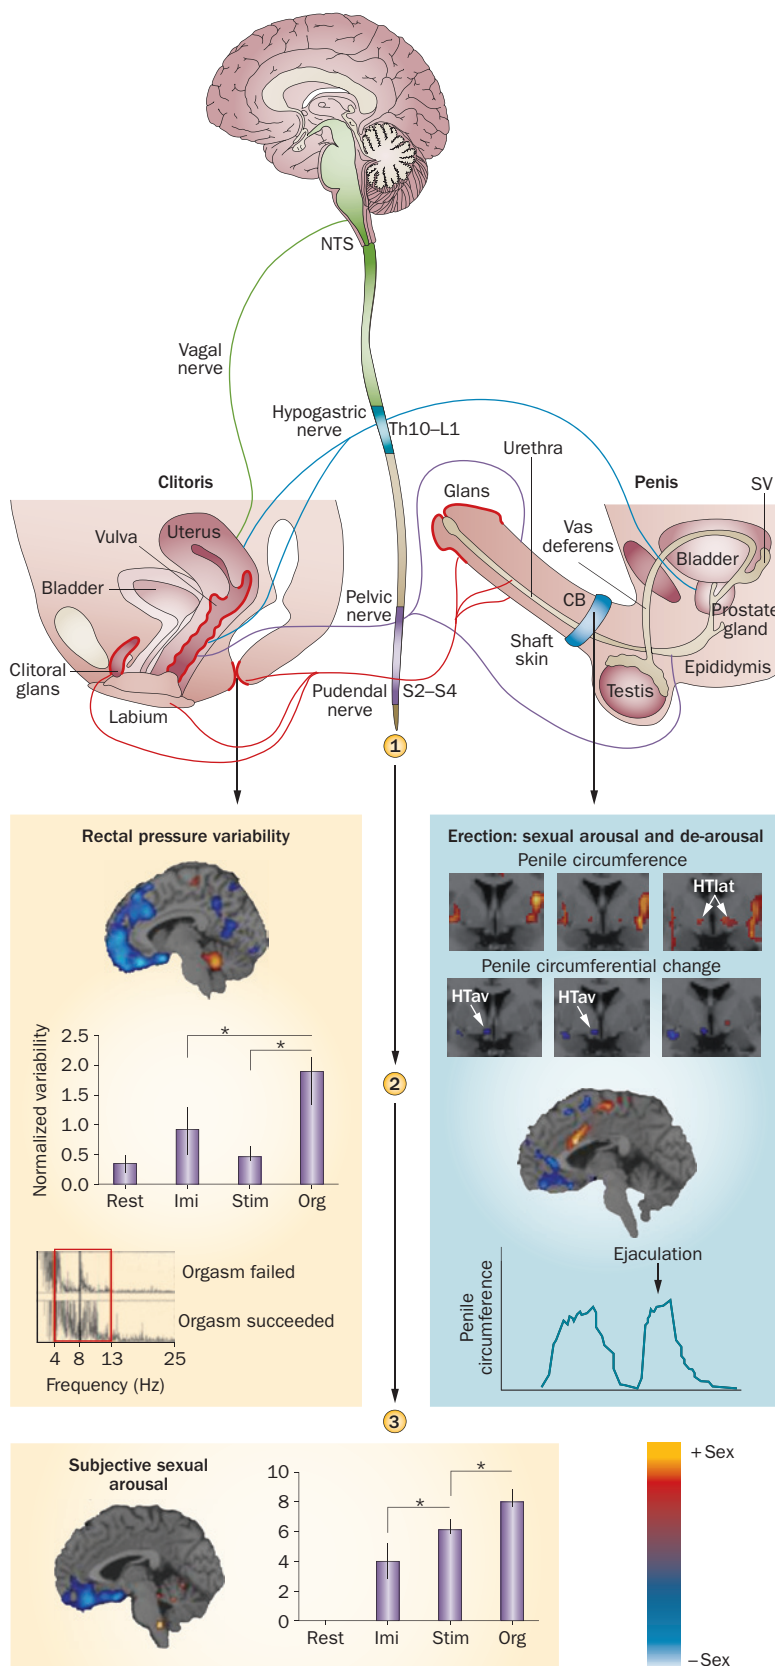 NTS
Vagal
nerve
Hypogastric
nerve
Th10–L1
Clitoris
Urethra
Penis
SV
Glans
Vas
deferens
Vulva
Uterus
Bladder
Bladder
Pelvic
nerve
CB
Prostate
gland
Shaft
skin
Clitoral
glans
Epididymis
Labium
Pudendal
nerve
S2–S4
Testis
1
Rectal pressure variability
Normalized variability
2.5
2.0
1.5
1.0
0.5
0.0
*
*
Rest Imi Stim Org
Orgasm failed
Orgasm succeeded
4 8 13 25
Frequency (Hz)
2
Erection: sexual arousal and de-arousal
Penile circumference
HTlat
Penile circumferential change
HTav
HTav
Ejaculation
Penile
circumference
3
Subjective sexual
arousal
10
8
6
4
2
0
*
*
Rest Imi Stim Org
+ Sex
– Sex